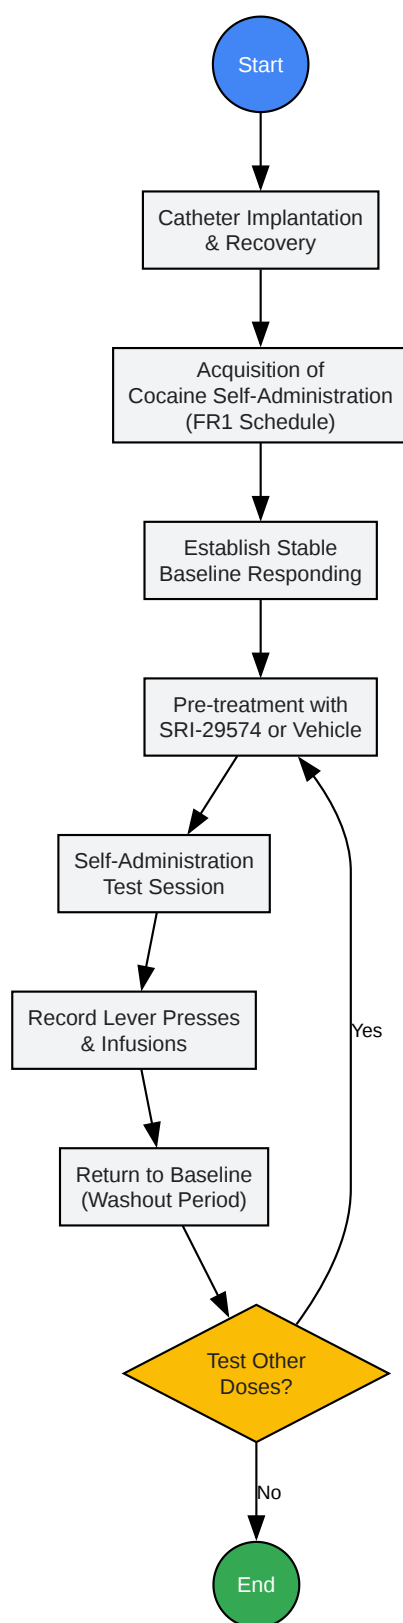 Start
Catheter Implantation
& Recovery
Acquisition of
Cocaine Self-Administration
(FR1 Schedule)
Establish Stable
Baseline Responding
Pre-treatment with
SRI-29574 or Vehicle
Self-Administration
Test Session
Record Lever Presses
& Infusions
Yes
Return to Baseline
(Washout Period)
Test Other
Doses?
No
End